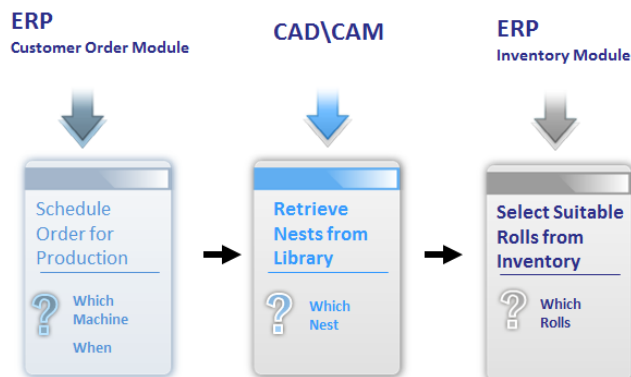 ERP
Customer Order Module
CAD\CAM
ERP
Inventory Module
Schedule
Order for
Production
?
Which
Machine
When
Retrieve
Nests from
Library
?
Which
Nest
Select Suitable
Rolls from
Inventory
?
Which
Rolls